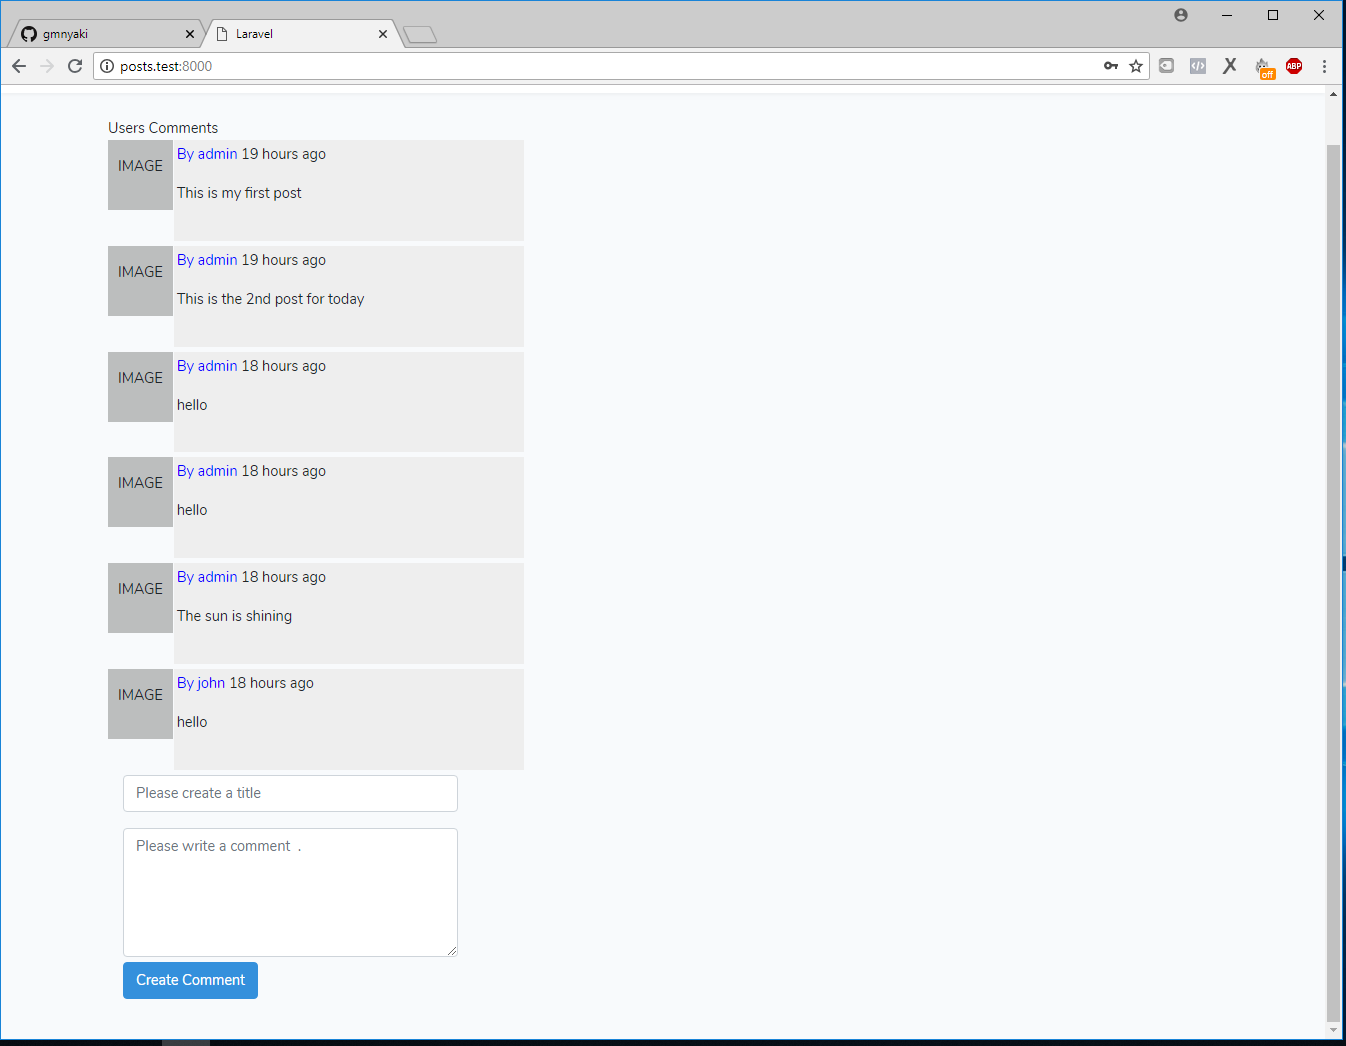 gmnyaki
Laravel
posts.test:8000
off
ABP
Users Comments
IMAGE
By admin 19 hours ago
This is my first post
IMAGE
By admin 19 hours ago
This is the 2nd post for today
IMAGE
By admin 18 hours ago
hello
IMAGE
By admin 18 hours ago
hello
IMAGE
By admin 18 hours ago
The sun is shining
IMAGE
By john 18 hours ago
hello
Please create a title
Please write a comment  .
Create Comment